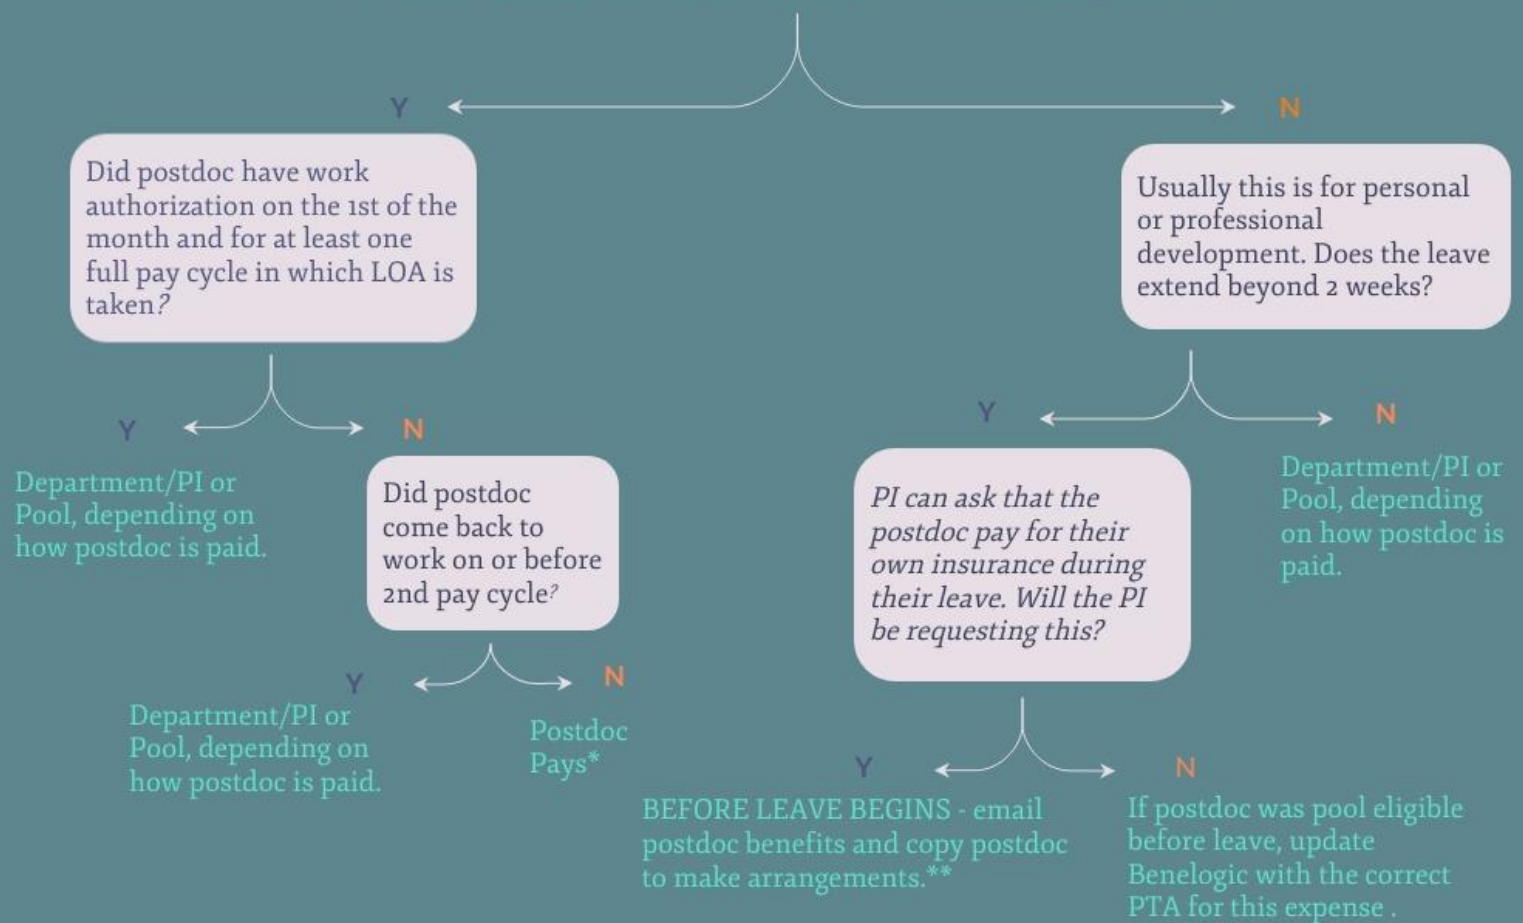 Y
N
Did postdoc have work
authorization on the 1st of the
month and for at least one
full pay cycle in which LOA is
taken?
Usually this is for personal
or professional
development. Does the leave
extend beyond 2 weeks?
Y
N
Department/PI or
Pool, depending on
how postdoc is paid.
Did postdoc
come back to
work on or before
2nd pay cycle?
Y
N
PI can ask that the
postdoc pay for their
own insurance during
their leave. Will the PI
be requesting this?
Department/PI or
Pool, depending
on how postdoc is
paid.
Y
N
Department/PI or
Pool, depending on
how postdoc is paid.
Postdoc
Pays*
Y
N
BEFORE LEAVE BEGINS - email
postdoc benefits and copy postdoc
to make arrangements.**
If postdoc was pool eligible
before leave, update
Benelogic with the correct
PTA for this expense .